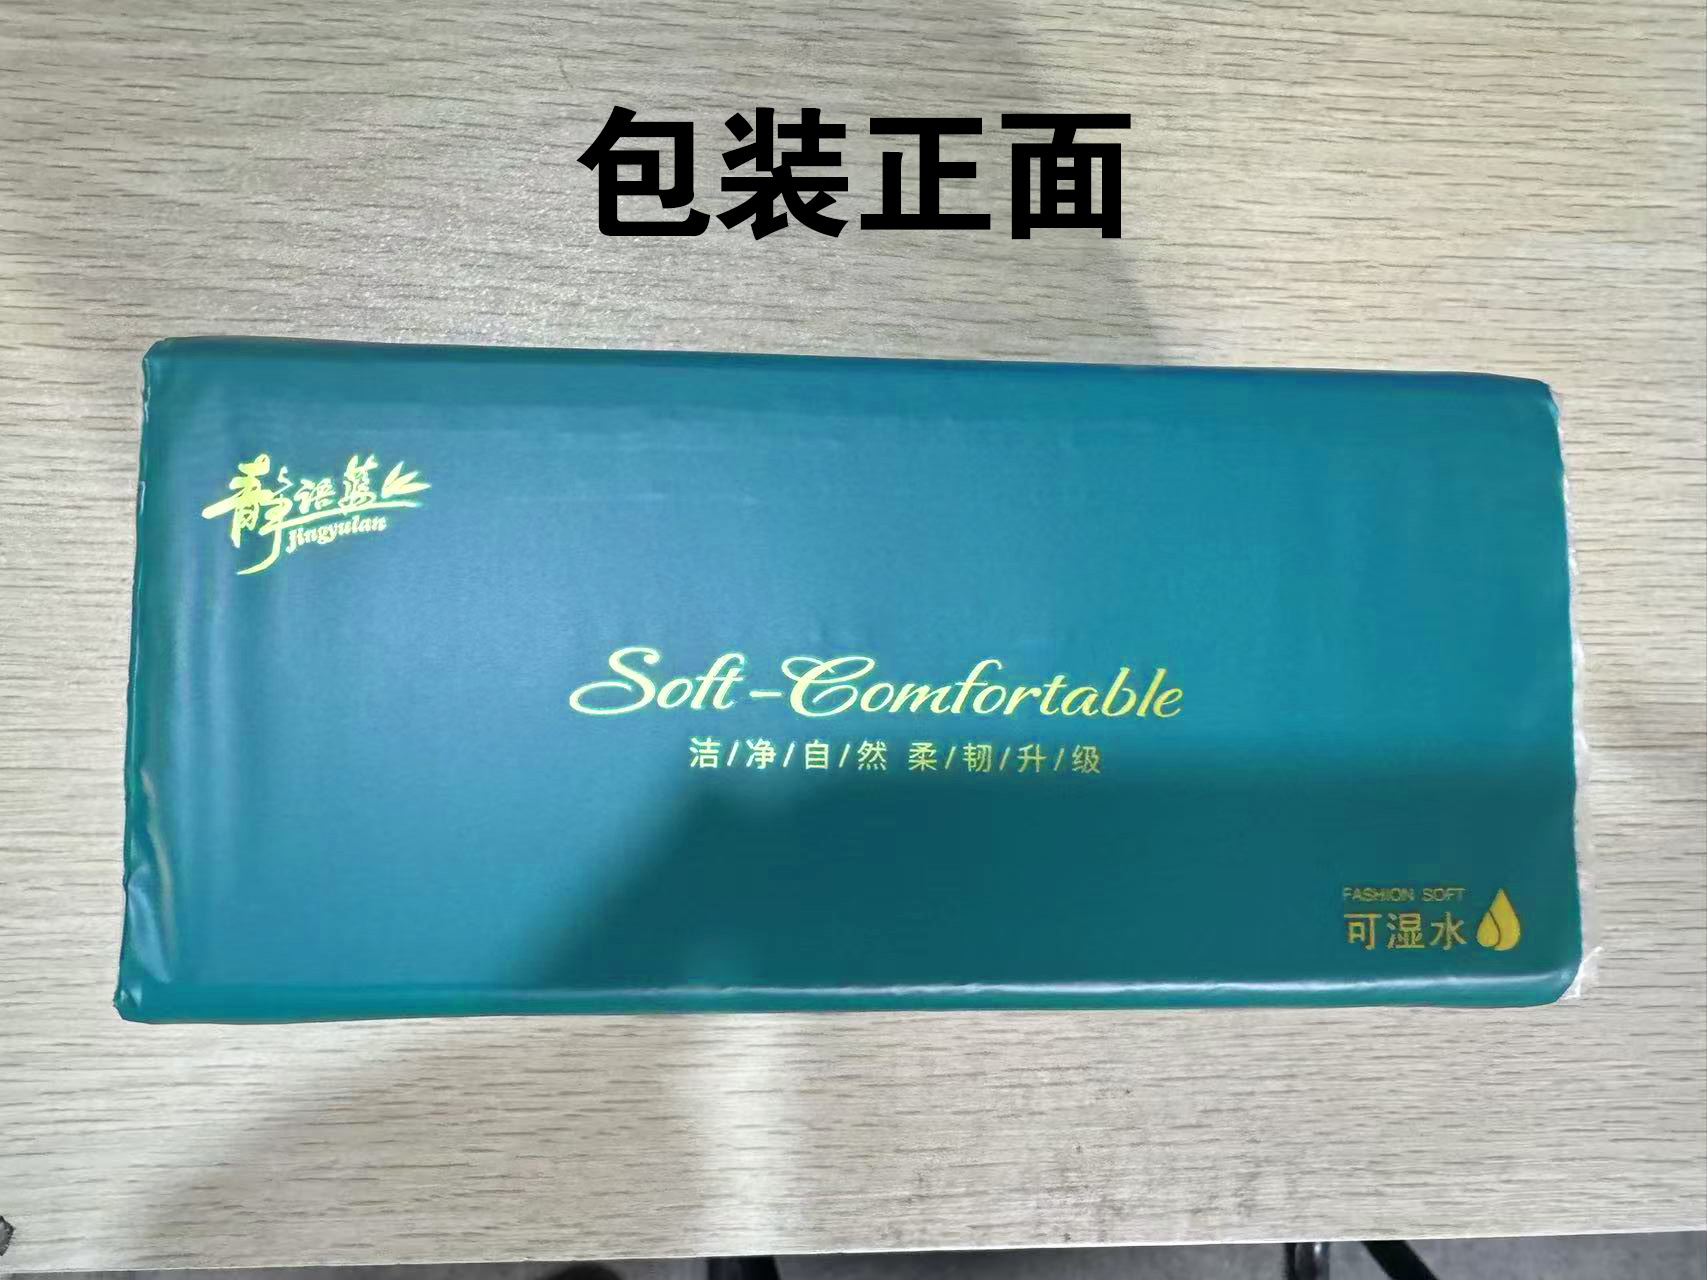 包装正面
静语蓝
Jingyulan
Soft-Comfortable
洁/净/自/然 柔/韧/升/级
FASHION SOFT
可湿水